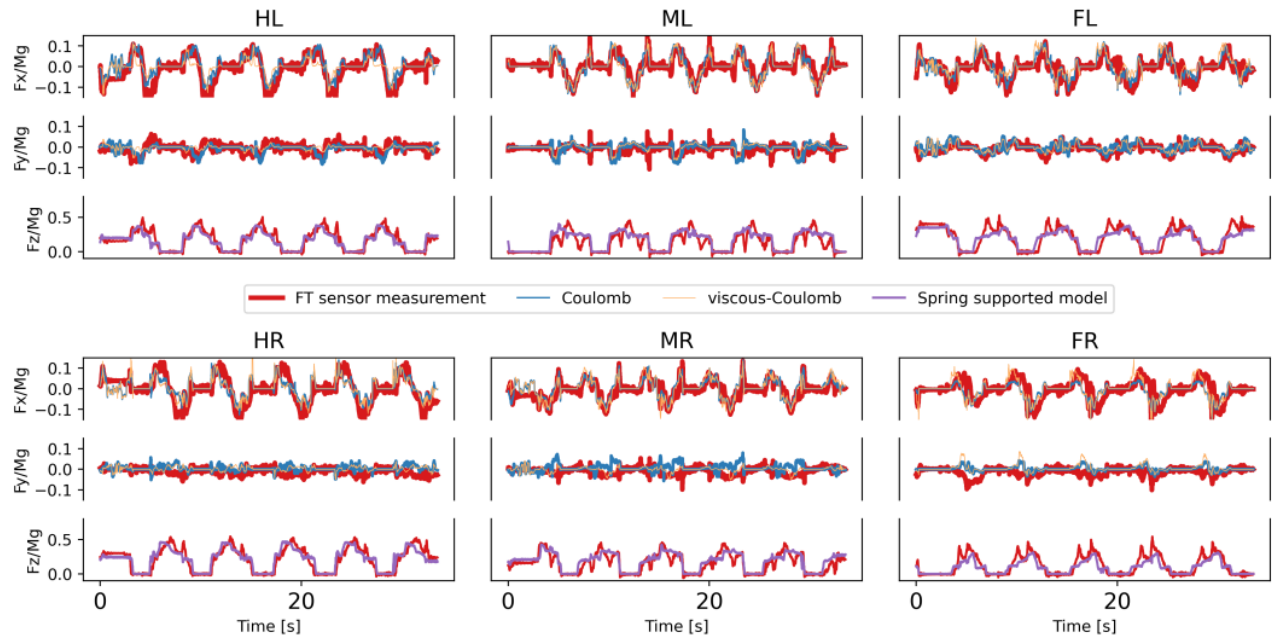 HL ML FL
Fx/Mg 0.1 0.0 −0.1
Fy/Mg 0.1 0.0 −0.1
Fz/Mg 0.5 0.0
FT sensor measurement Coulomb viscous-Coulomb Spring supported model
HR MR FR
Fx/Mg 0.1 0.0 −0.1
Fy/Mg 0.1 0.0 −0.1
Fz/Mg 0.5 0.0
0 20 0 20 0 20
Time [s] Time [s] Time [s]